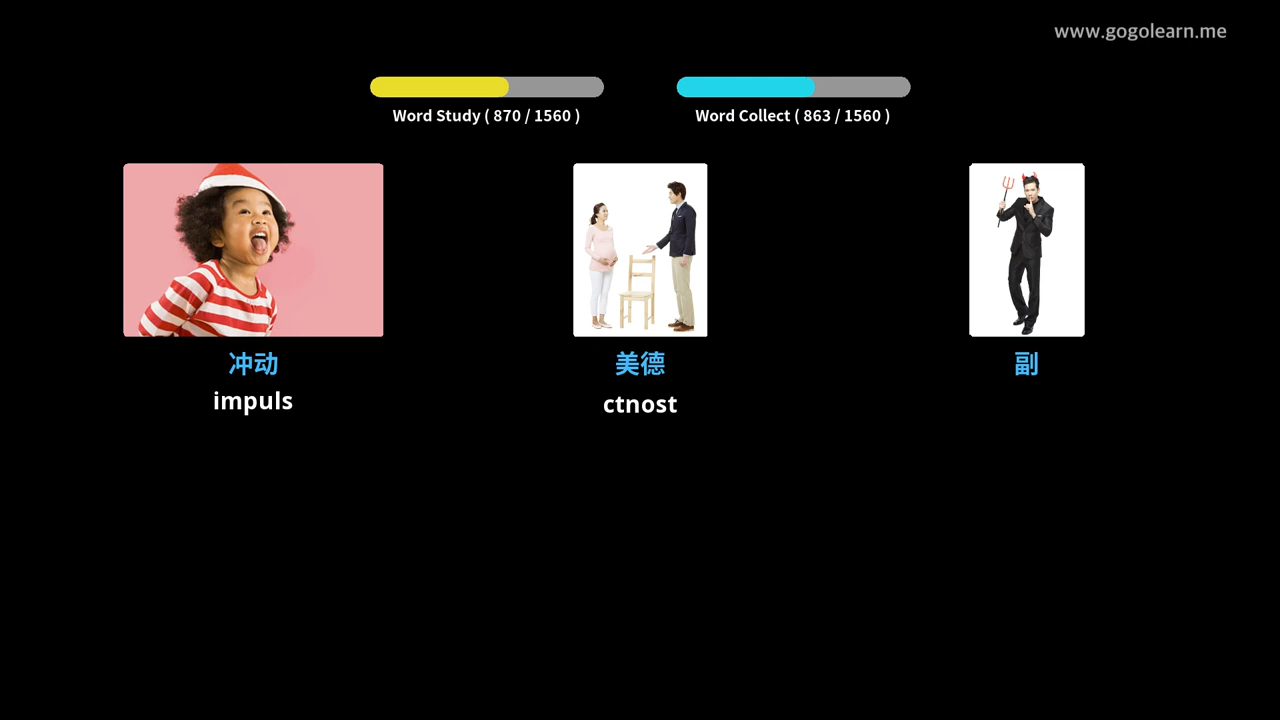 www.gogolearn.me
Word Study ( 870 / 1560 )
Word Collect ( 863 / 1560 )
冲动
美德
副
impuls
ctnost